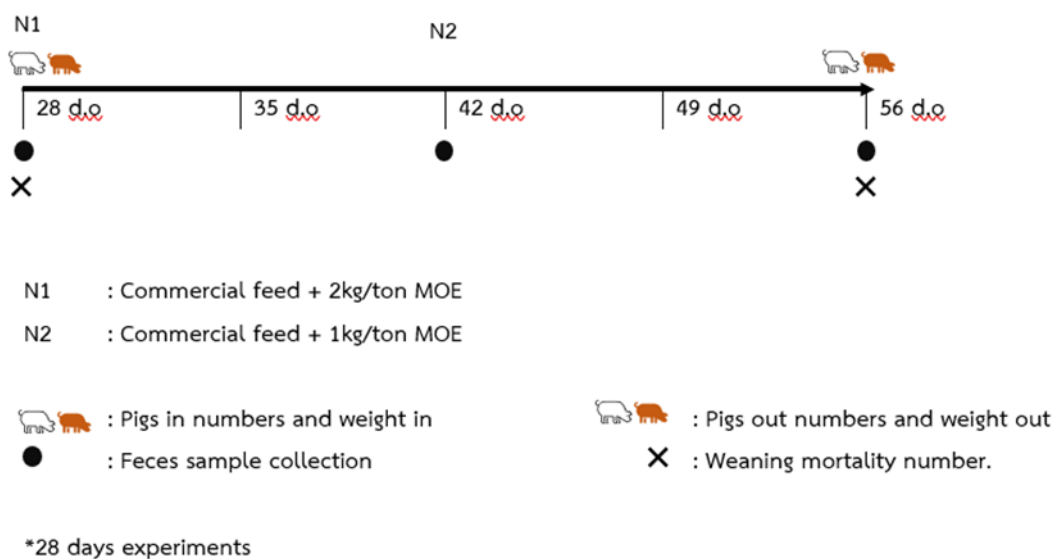 N1
N2
28 d.o
35 d.o
42 d.o
49 d.o
56 d.o
N1 : Commercial feed + 2kg/ton MOE
N2 : Commercial feed + 1kg/ton MOE
: Pigs in numbers and weight in
: Pigs out numbers and weight out
: Feces sample collection
: Weaning mortality number.
*28 days experiments